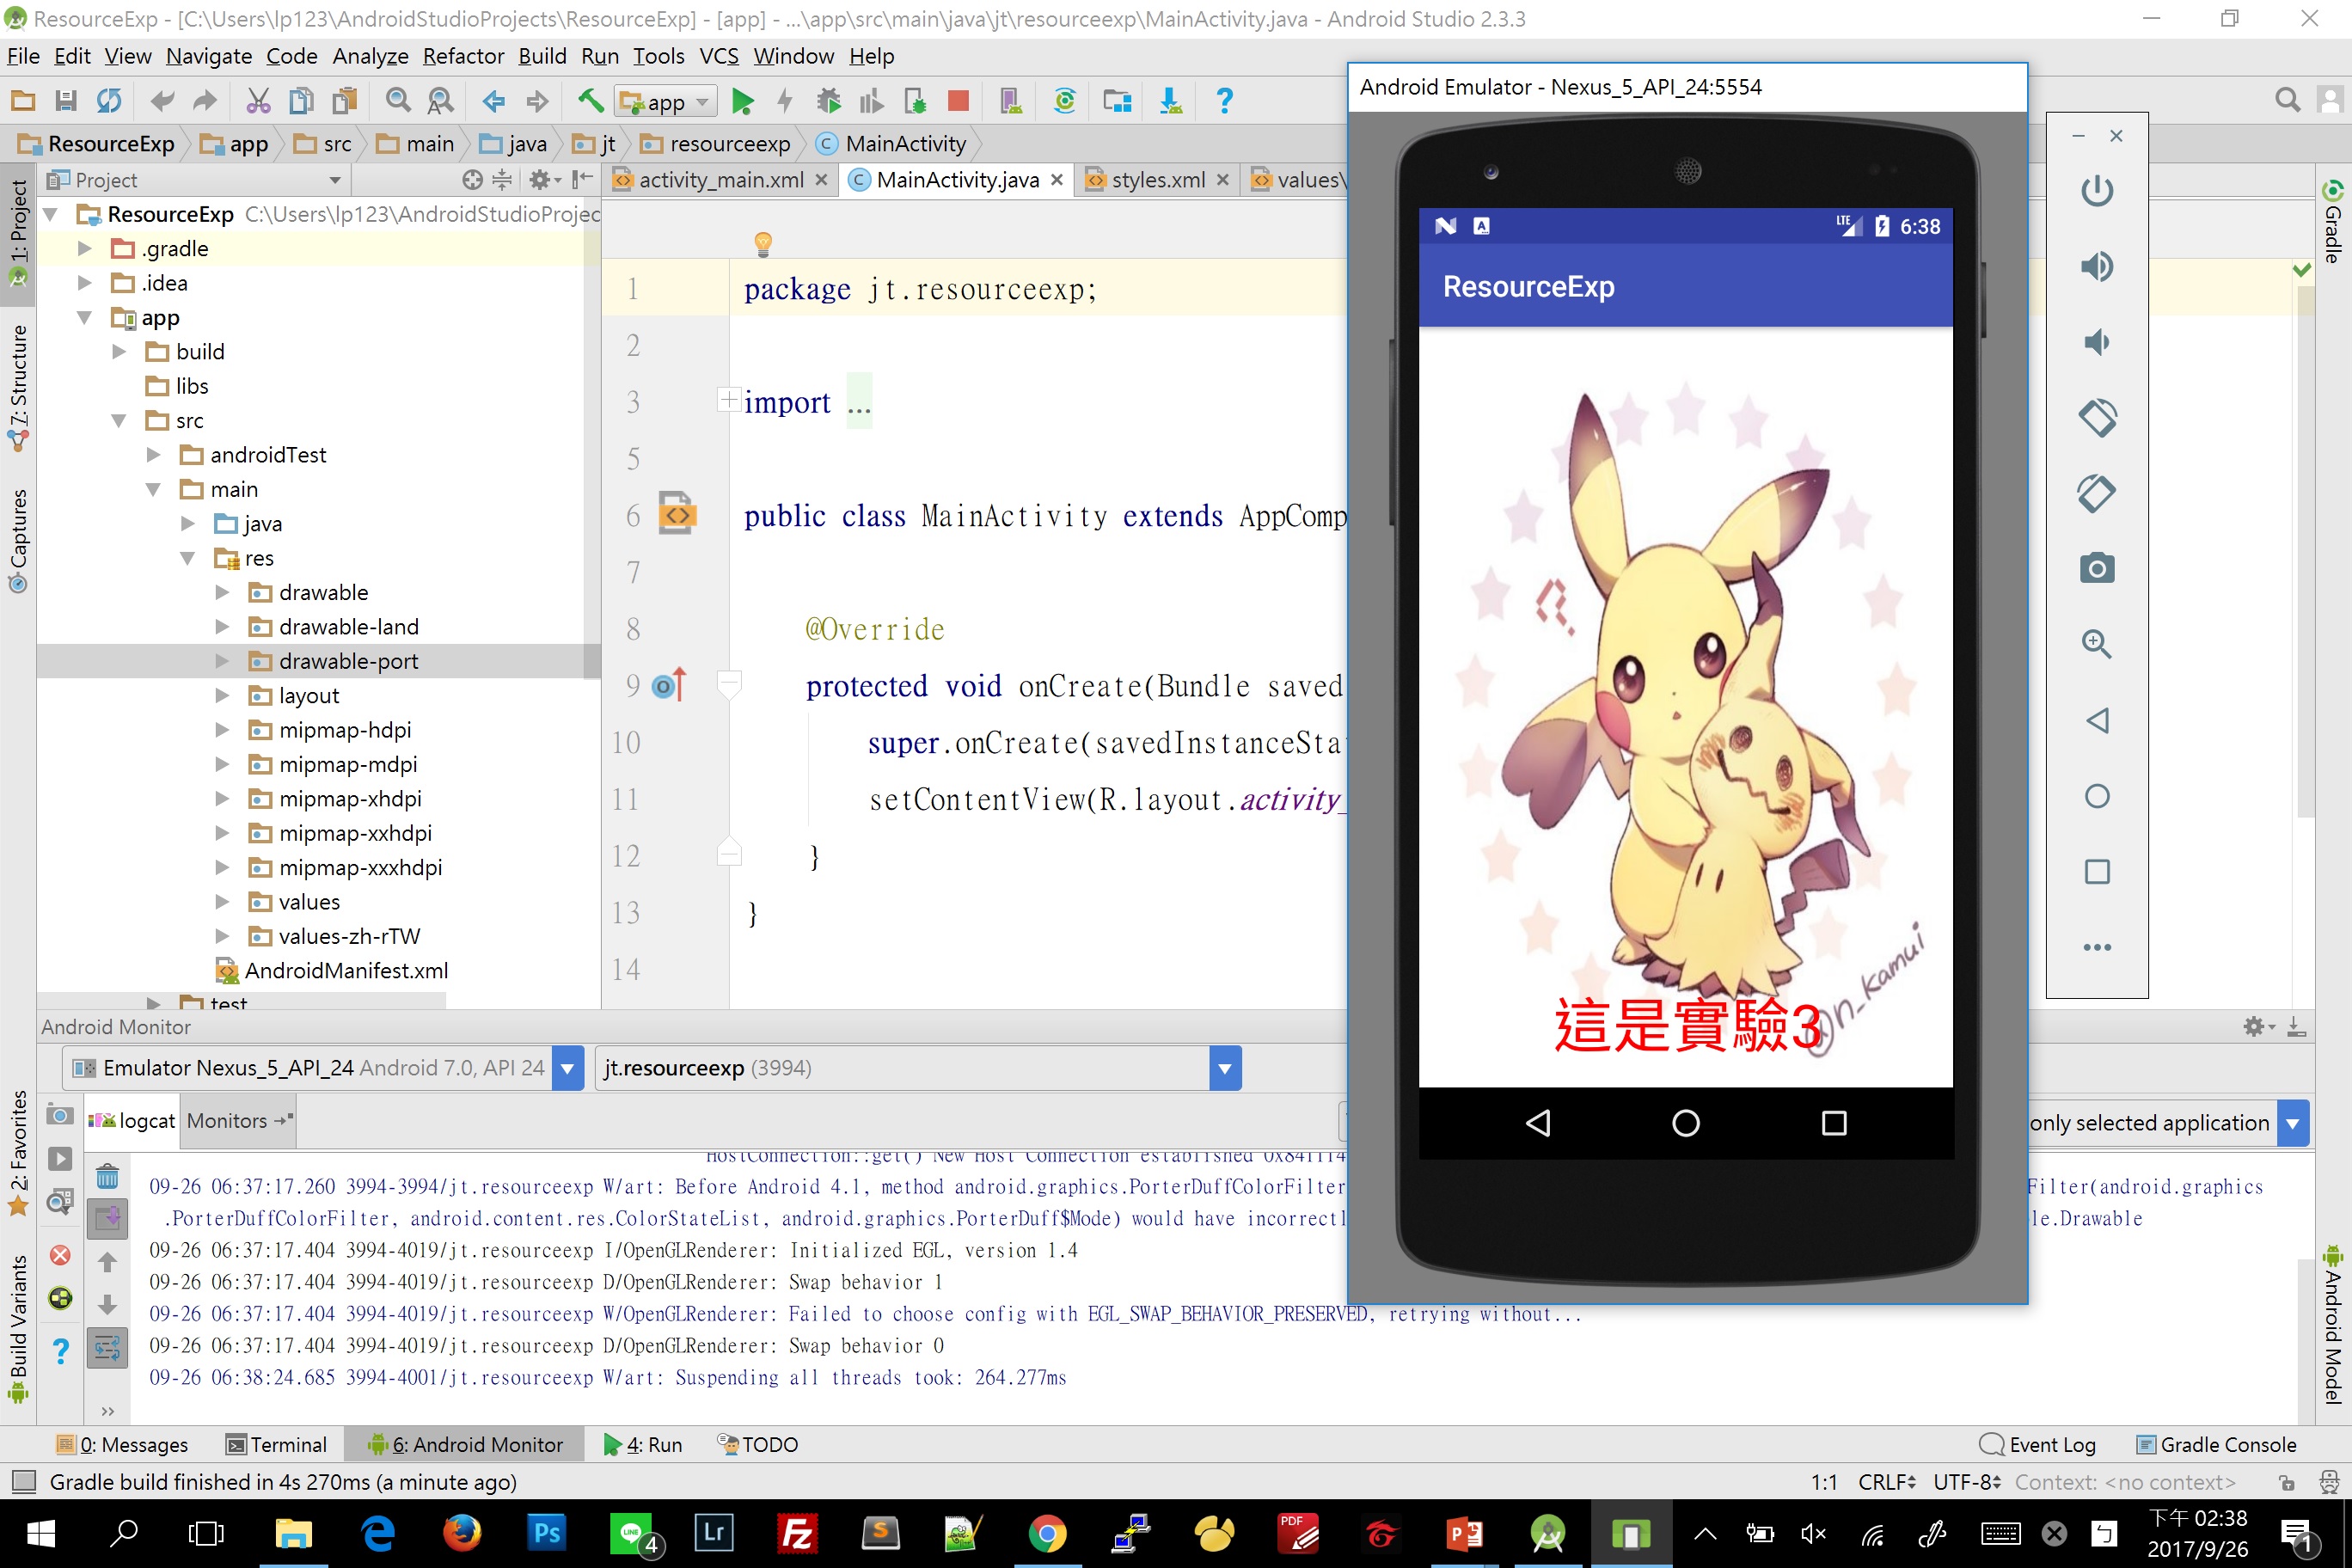 ResourceExp - [C:\Users\lp123\AndroidStudioProjects\ResourceExp] - [app] - ...\app\src\main\java\jt\resourceexp\MainActivity.java - Android Studio 2.3.3
File Edit View Navigate Code Analyze Refactor Build Run Tools VCS Window Help
app
ResourceExp app src main java jt resourceexp MainActivity
Project
activity_main.xml MainActivity.java styles.xml values\
1: Project
7: Structure
Captures
2: Favorites
Build Variants
ResourceExp C:\Users\lp123\AndroidStudioProjec
.gradle
.idea
app
build
libs
src
androidTest
main
java
res
drawable
drawable-land
drawable-port
layout
mipmap-hdpi
mipmap-mdpi
mipmap-xhdpi
mipmap-xxhdpi
mipmap-xxxhdpi
values
values-zh-rTW
AndroidManifest.xml
test
1 package jt.resourceexp;
2
3 import ...
5
6 public class MainActivity extends AppComp
7
8 @Override
9 protected void onCreate(Bundle saved
10 super.onCreate(savedInstanceSta
11 setContentView(R.layout.activity_
12 }
13 }
14
Android Emulator - Nexus_5_API_24:5554
LTE 6:38
ResourceExp
@n_kamui
這是實驗3
Gradle
Android Model
Android Monitor
Emulator Nexus_5_API_24 Android 7.0, API 24
jt.resourceexp (3994)
logcat Monitors
only selected application
HostConnection::get() New Host Connection established 0x841114
09-26 06:37:17.260 3994-3994/jt.resourceexp W/art: Before Android 4.1, method android.graphics.PorterDuffColorFilter
Filter(android.graphics
.PorterDuffColorFilter, android.content.res.ColorStateList, android.graphics.PorterDuff$Mode) would have incorrectl
le.Drawable
09-26 06:37:17.404 3994-4019/jt.resourceexp I/OpenGLRenderer: Initialized EGL, version 1.4
09-26 06:37:17.404 3994-4019/jt.resourceexp D/OpenGLRenderer: Swap behavior 1
09-26 06:37:17.404 3994-4019/jt.resourceexp W/OpenGLRenderer: Failed to choose config with EGL_SWAP_BEHAVIOR_PRESERVED, retrying without...
09-26 06:37:17.404 3994-4019/jt.resourceexp D/OpenGLRenderer: Swap behavior 0
09-26 06:38:24.685 3994-4001/jt.resourceexp W/art: Suspending all threads took: 264.277ms
0: Messages Terminal 6: Android Monitor 4: Run TODO
Event Log Gradle Console
Gradle build finished in 4s 270ms (a minute ago)
1:1 CRLF UTF-8 Context: <no context>
Ps LINE 4 Lr FZ S PDF P
ㄅ
下午 02:38
2017/9/26
1